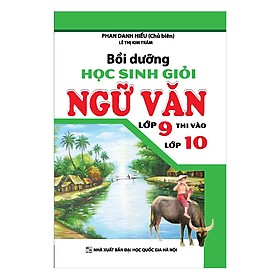 PHAN DANH HIẾU (Chủ biên)
LÊ THỊ KIM TRÂM
Bồi dưỡng
HỌC SINH GIỎI
NGỮ VĂN
LỚP 9 THI VÀO
LỚP 10
NHÀ XUẤT BẢN ĐẠI HỌC QUỐC GIA HÀ NỘI